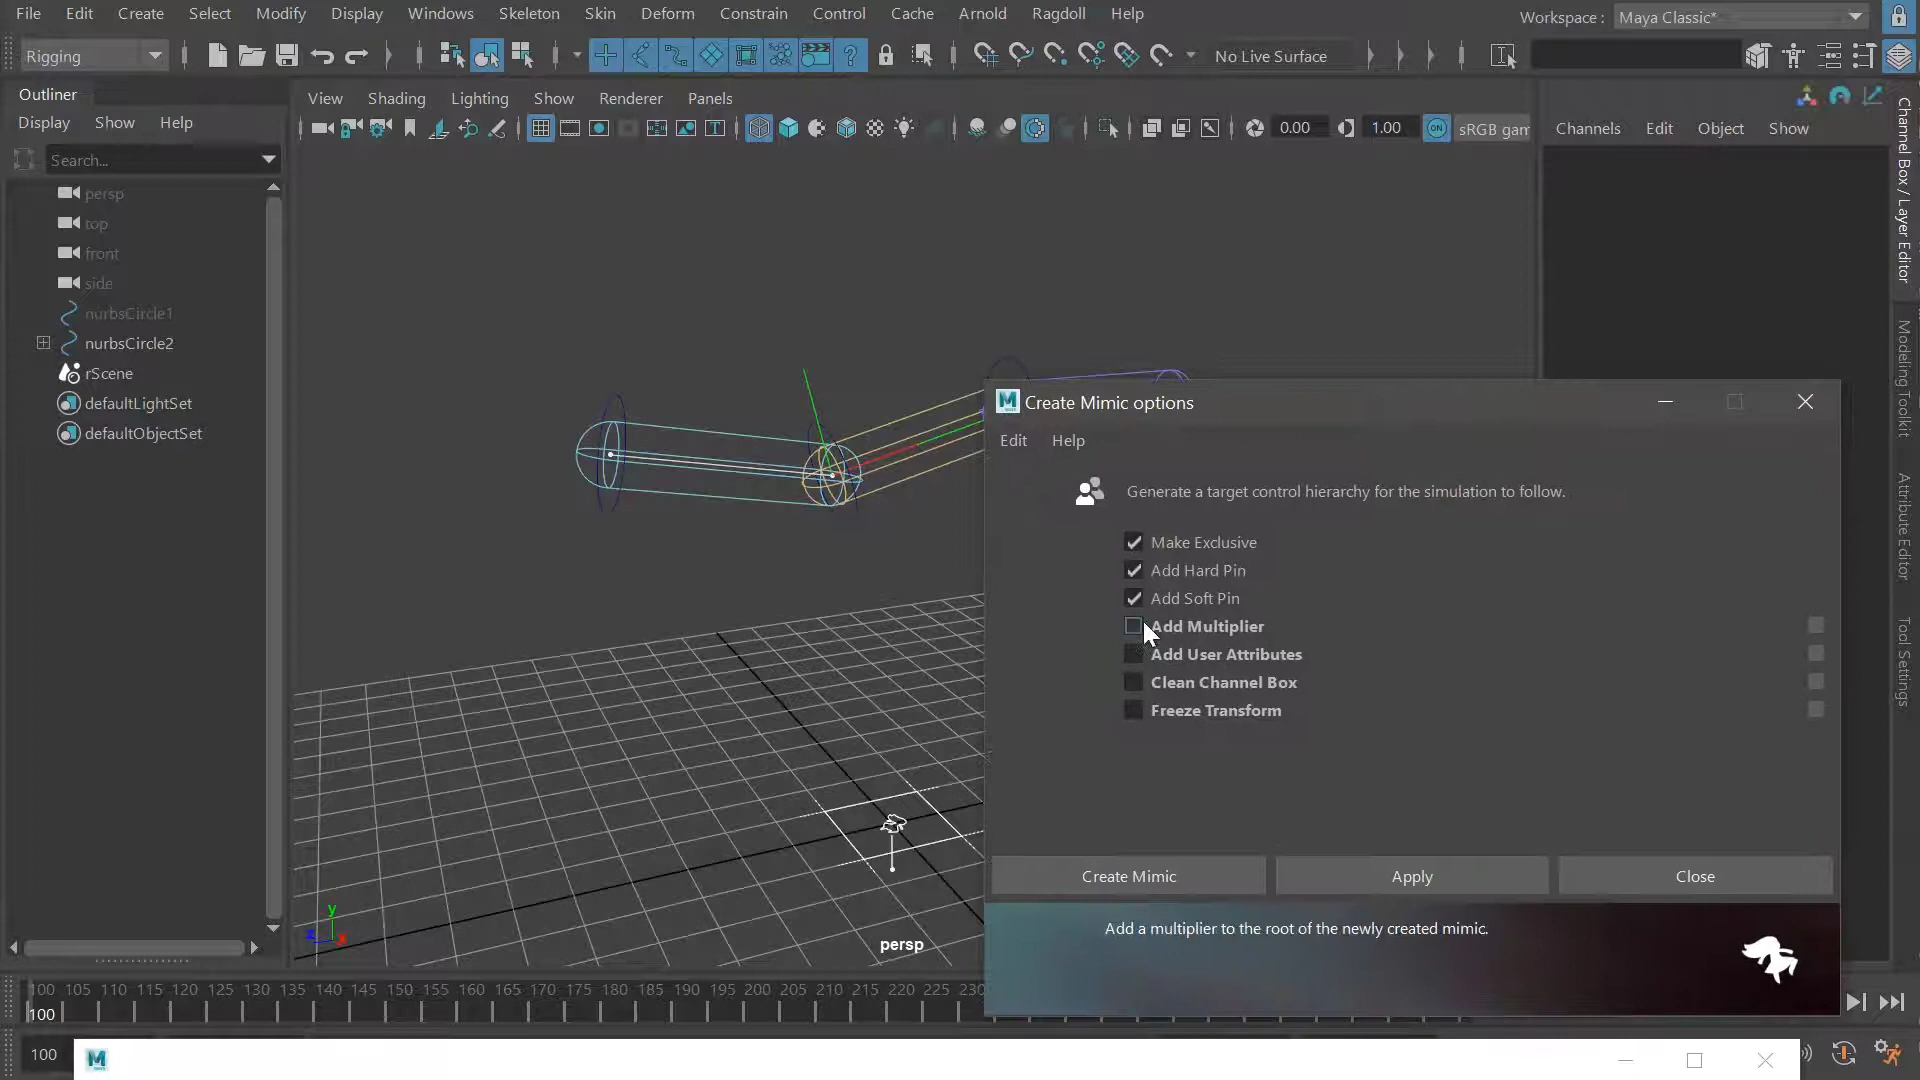 File Edit Create Select Modify Display Windows Skeleton Skin Deform Constrain Control Cache Arnold Ragdoll Help
Workspace : Maya Classic*
Rigging
No Live Surface
Outliner
Display Show Help
Search...
persp
top
front
side
nurbsCircle1
nurbsCircle2
rScene
defaultLightSet
defaultObjectSet
View Shading Lighting Show Renderer Panels
0.00 1.00 ON sRGB gam
Channels Edit Object Show
Channel Box / Layer Editor
Modeling Toolkit
Attribute Editor
Tool Settings
Create Mimic options
Edit Help
Generate a target control hierarchy for the simulation to follow.
Make Exclusive
Add Hard Pin
Add Soft Pin
Add Multiplier
Add User Attributes
Clean Channel Box
Freeze Transform
Create Mimic Apply Close
Add a multiplier to the root of the newly created mimic.
y
z x
persp
100 105 110 115 120 125 130 135 140 145 150 155 160 165 170 175 180 185 190 195 200 205 210 215 220 225 230
100
100